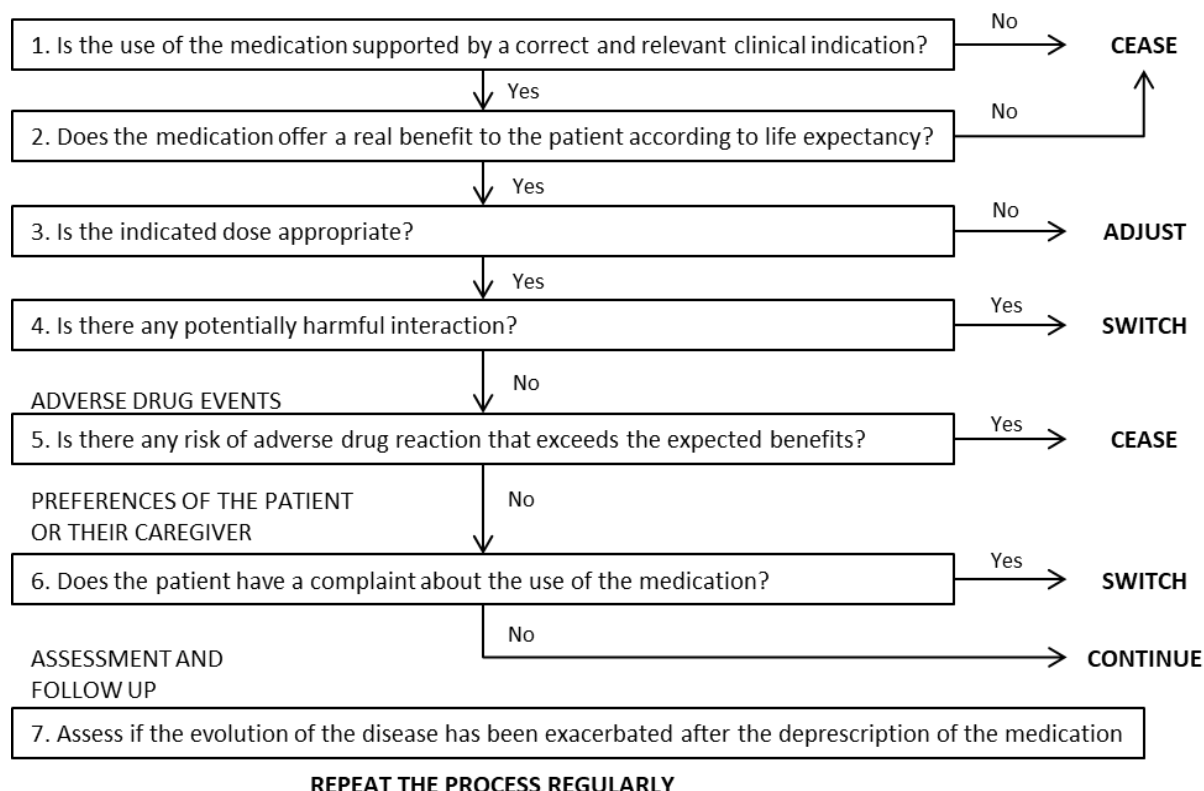 1. Is the use of the medication supported by a correct and relevant clinical indication?
No
CEASE
Yes
2. Does the medication offer a real benefit to the patient according to life expectancy?
No
Yes
3. Is the indicated dose appropriate?
No
ADJUST
Yes
4. Is there any potentially harmful interaction?
Yes
SWITCH
No
ADVERSE DRUG EVENTS
5. Is there any risk of adverse drug reaction that exceeds the expected benefits?
Yes
CEASE
No
PREFERENCES OF THE PATIENT
OR THEIR CAREGIVER
6. Does the patient have a complaint about the use of the medication?
Yes
SWITCH
No
CONTINUE
ASSESSMENT AND
FOLLOW UP
7. Assess if the evolution of the disease has been exacerbated after the deprescription of the medication
REPEAT THE PROCESS REGULARLY